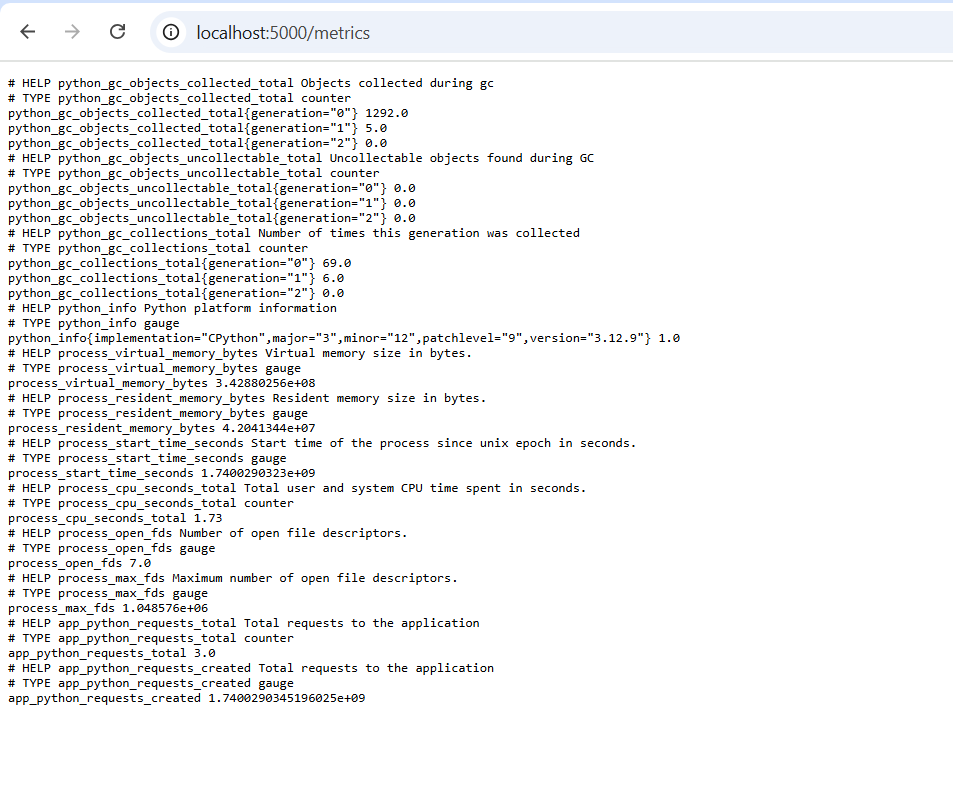 localhost:5000/metrics
# HELP python_gc_objects_collected_total Objects collected during gc
# TYPE python_gc_objects_collected_total counter
python_gc_objects_collected_total{generation="0"} 1292.0
python_gc_objects_collected_total{generation="1"} 5.0
python_gc_objects_collected_total{generation="2"} 0.0
# HELP python_gc_objects_uncollectable_total Uncollectable objects found during GC
# TYPE python_gc_objects_uncollectable_total counter
python_gc_objects_uncollectable_total{generation="0"} 0.0
python_gc_objects_uncollectable_total{generation="1"} 0.0
python_gc_objects_uncollectable_total{generation="2"} 0.0
# HELP python_gc_collections_total Number of times this generation was collected
# TYPE python_gc_collections_total counter
python_gc_collections_total{generation="0"} 69.0
python_gc_collections_total{generation="1"} 6.0
python_gc_collections_total{generation="2"} 0.0
# HELP python_info Python platform information
# TYPE python_info gauge
python_info{implementation="CPython",major="3",minor="12",patchlevel="9",version="3.12.9"} 1.0
# HELP process_virtual_memory_bytes Virtual memory size in bytes.
# TYPE process_virtual_memory_bytes gauge
process_virtual_memory_bytes 3.42880256e+08
# HELP process_resident_memory_bytes Resident memory size in bytes.
# TYPE process_resident_memory_bytes gauge
process_resident_memory_bytes 4.2041344e+07
# HELP process_start_time_seconds Start time of the process since unix epoch in seconds.
# TYPE process_start_time_seconds gauge
process_start_time_seconds 1.7400290323e+09
# HELP process_cpu_seconds_total Total user and system CPU time spent in seconds.
# TYPE process_cpu_seconds_total counter
process_cpu_seconds_total 1.73
# HELP process_open_fds Number of open file descriptors.
# TYPE process_open_fds gauge
process_open_fds 7.0
# HELP process_max_fds Maximum number of open file descriptors.
# TYPE process_max_fds gauge
process_max_fds 1.048576e+06
# HELP app_python_requests_total Total requests to the application
# TYPE app_python_requests_total counter
app_python_requests_total 3.0
# HELP app_python_requests_created Total requests to the application
# TYPE app_python_requests_created gauge
app_python_requests_created 1.7400290345196025e+09